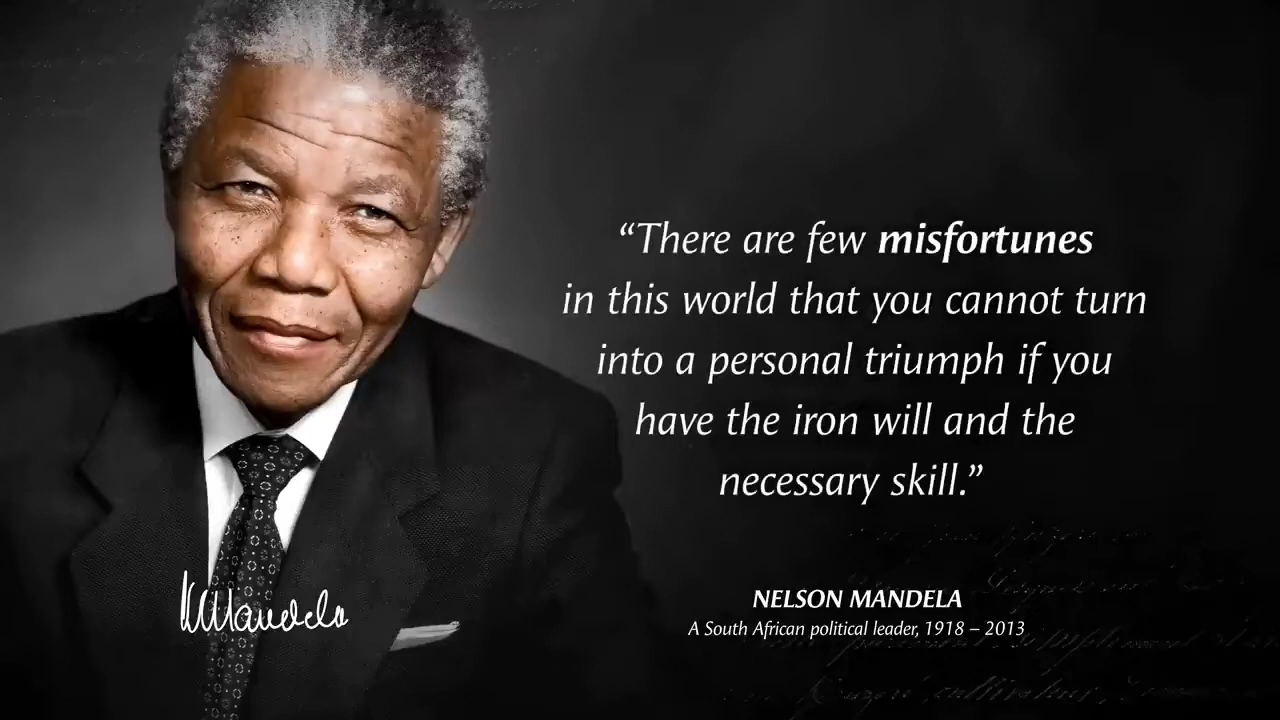 “There are few misfortunes
in this world that you cannot turn
into a personal triumph if you
have the iron will and the
necessary skill.”
NELSON MANDELA
A South African political leader, 1918 – 2013